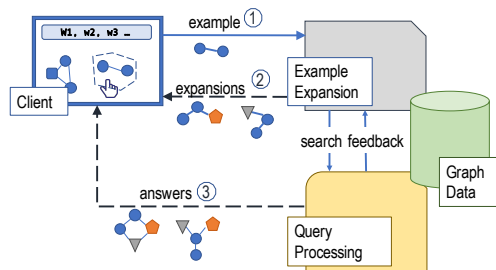 W1, w2, w3 …
example 1
Client
expansions 2
Example
Expansion
search feedback
Graph
Data
answers 3
Query
Processing